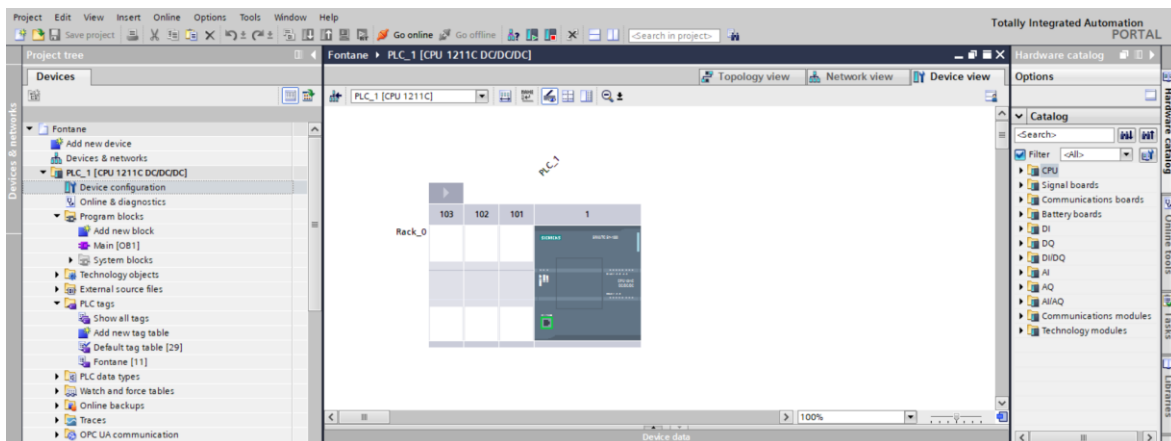 Project Edit View Insert Online Options Tools Window Help
Totally Integrated Automation
PORTAL
Save project
Go online
Go offline
<Search in project>
Project tree
Fontane PLC_1 [CPU 1211C DC/DC/DC]
Hardware catalog
Devices
Topology view
Network view
Device view
Options
PLC_1 [CPU 1211C]
Devices & networks
Fontane
Add new device
Devices & networks
PLC_1 [CPU 1211C DC/DC/DC]
Device configuration
Online & diagnostics
Program blocks
Add new block
Main [OB1]
System blocks
Technology objects
External source files
PLC tags
Show all tags
Add new tag table
Default tag table [29]
Fontane [11]
PLC data types
Watch and force tables
Online backups
Traces
OPC UA communication
PLC_1
103 102 101 1
Rack_0
SIEMENS
100%
Device data
Catalog
<Search>
Filter <All>
CPU
Signal boards
Communications boards
Battery boards
DI
DQ
DI/DQ
AI
AQ
AI/AQ
Communications modules
Technology modules
Hardware catalog
Online tools
Tasks
Libraries